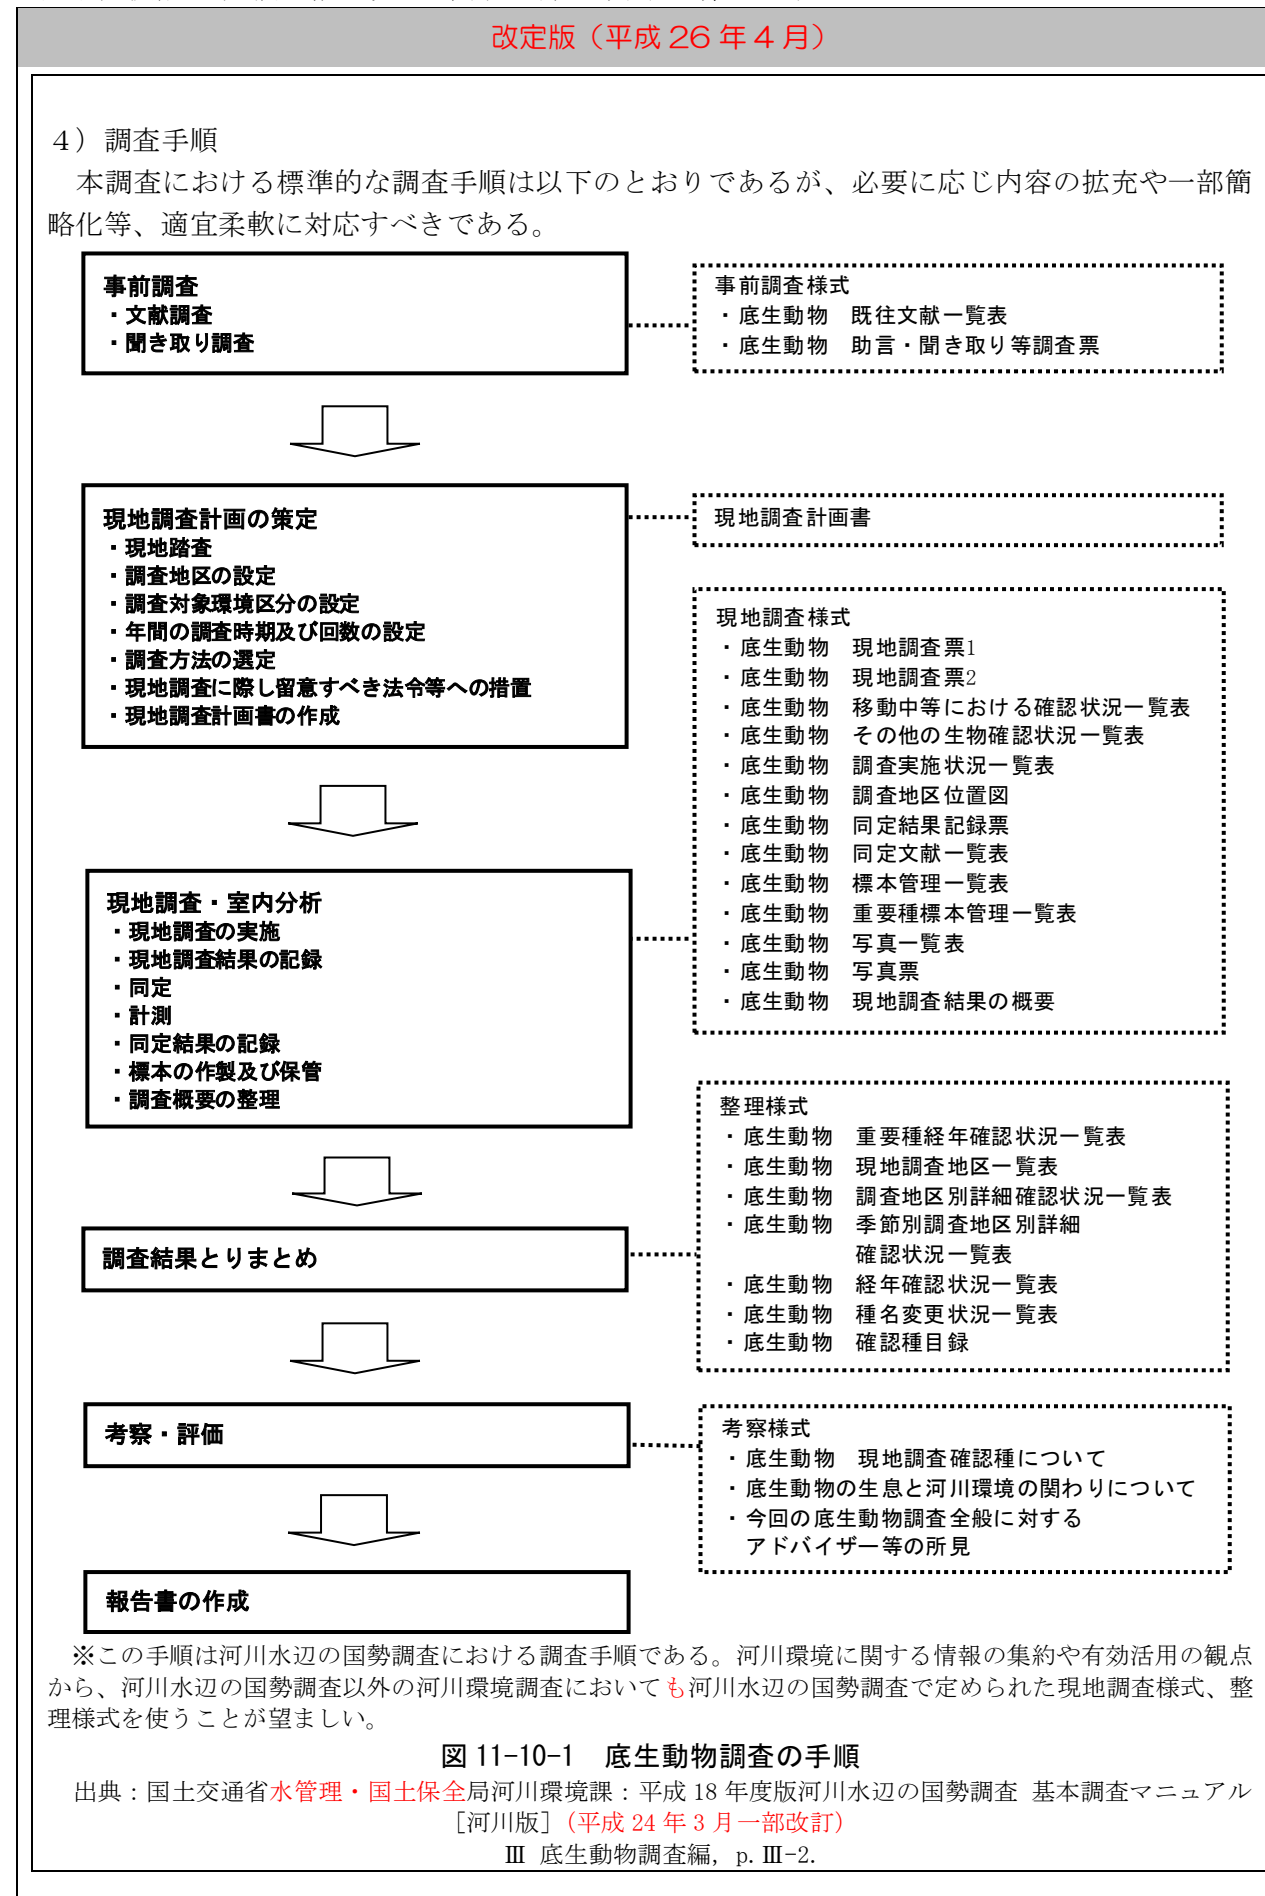 改定版（平成26年4月）
4）調査手順
本調査における標準的な調査手順は以下のとおりであるが、必要に応じ内容の拡充や一部簡
略化等、適宜柔軟に対応すべきである。
事前調査
・文献調査
・聞き取り調査
事前調査様式
・底生動物　既往文献一覧表
・底生動物　助言・聞き取り等調査票
現地調査計画の策定
・現地踏査
・調査地区の設定
・調査対象環境区分の設定
・年間の調査時期及び回数の設定
・調査方法の選定
・現地調査に際し留意すべき法令等への措置
・現地調査計画書の作成
現地調査計画書
現地調査様式
・底生動物　現地調査票1
・底生動物　現地調査票2
・底生動物　移動中等における確認状況一覧表
・底生動物　その他の生物確認状況一覧表
・底生動物　調査実施状況一覧表
・底生動物　調査地区位置図
・底生動物　同定結果記録票
・底生動物　同定文献一覧表
・底生動物　標本管理一覧表
・底生動物　重要種標本管理一覧表
・底生動物　写真一覧表
・底生動物　写真票
・底生動物　現地調査結果の概要
現地調査・室内分析
・現地調査の実施
・現地調査結果の記録
・同定
・計測
・同定結果の記録
・標本の作製及び保管
・調査概要の整理
整理様式
・底生動物　重要種経年確認状況一覧表
・底生動物　現地調査地区一覧表
・底生動物　調査地区別詳細確認状況一覧表
・底生動物　季節別調査地区別詳細
確認状況一覧表
・底生動物　経年確認状況一覧表
・底生動物　種名変更状況一覧表
・底生動物　確認種目録
調査結果とりまとめ
考察・評価
考察様式
・底生動物　現地調査確認種について
・底生動物の生息と河川環境の関わりについて
・今回の底生動物調査全般に対する
アドバイザー等の所見
報告書の作成
※この手順は河川水辺の国勢調査における調査手順である。河川環境に関する情報の集約や有効活用の観点
から、河川水辺の国勢調査以外の河川環境調査においても河川水辺の国勢調査で定められた現地調査様式、整
理様式を使うことが望ましい。
図 11-10-1　底生動物調査の手順
出典：国土交通省水管理・国土保全局河川環境課：平成 18 年度版河川水辺の国勢調査 基本調査マニュアル
［河川版］（平成 24 年 3 月一部改訂）
Ⅲ 底生動物調査編, p.Ⅲ-2.